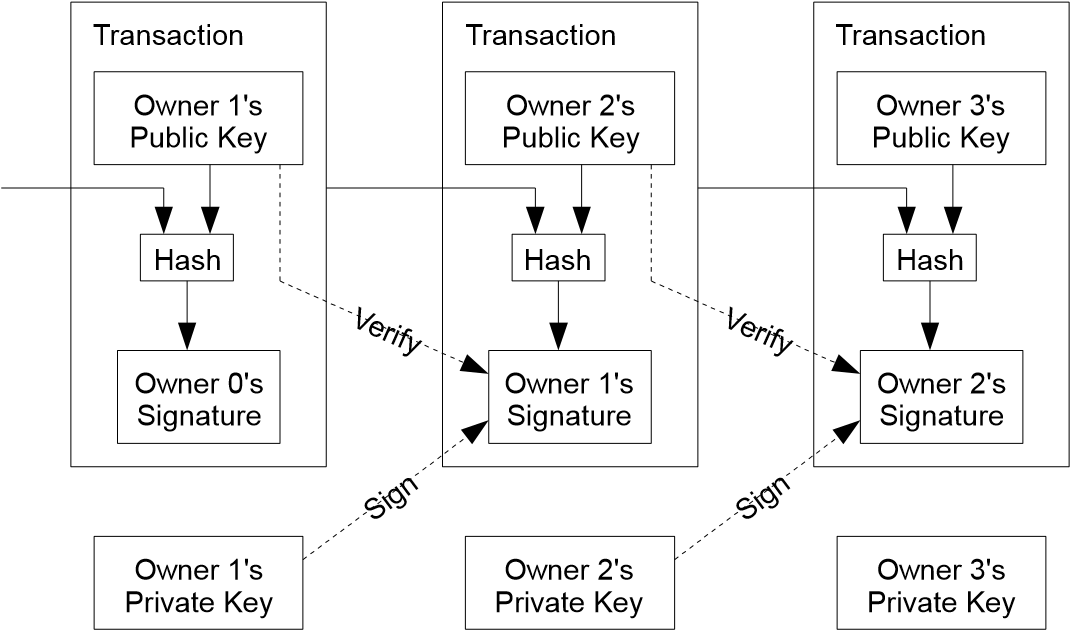 Transaction
Transaction
Transaction
Owner 1's
Public Key
Owner 2's
Public Key
Owner 3's
Public Key
Hash
Hash
Hash
Verify
Verify
Owner 0's
Signature
Owner 1's
Signature
Owner 2's
Signature
Sign
Sign
Owner 1's
Private Key
Owner 2's
Private Key
Owner 3's
Private Key